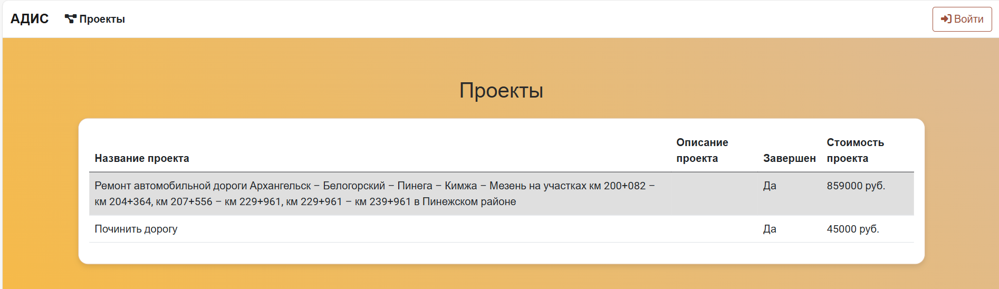 АДИС Проекты Войти
Проекты
Название проекта Описание проекта Завершен Стоимость проекта
Ремонт автомобильной дороги Архангельск – Белогорский – Пинега – Кимжа – Мезень на участках км 200+082 – Да 859000 руб.
км 204+364, км 207+556 – км 229+961, км 229+961 – км 239+961 в Пинежском районе
Починить дорогу Да 45000 руб.